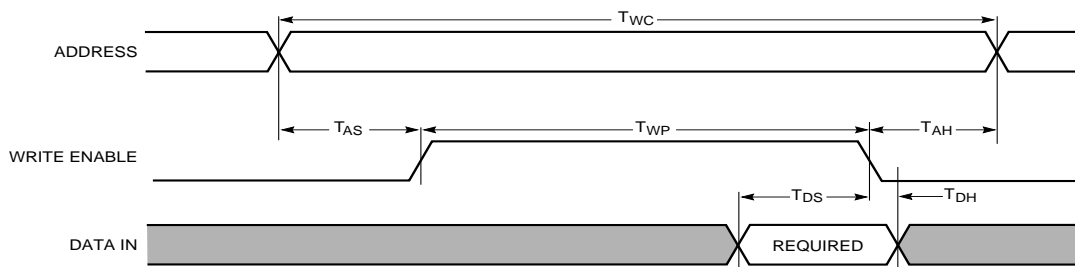 TWC
ADDRESS
TAS
TWP
TAH
WRITE ENABLE
TDS
TDH
DATA IN
REQUIRED